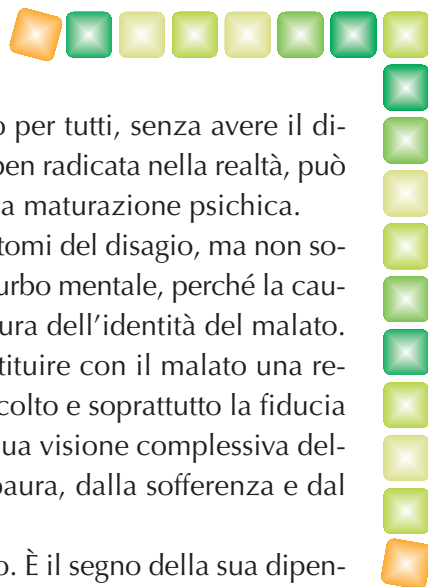 o per tutti, senza avere il di-
ben radicata nella realtà, può
a maturazione psichica.
tomi del disagio, ma non so-
urbo mentale, perché la cau-
ura dell'identità del malato.
tituire con il malato una re-
colto e soprattutto la fiducia
ua visione complessiva del-
paura, dalla sofferenza e dal
o. È il segno della sua dipen-